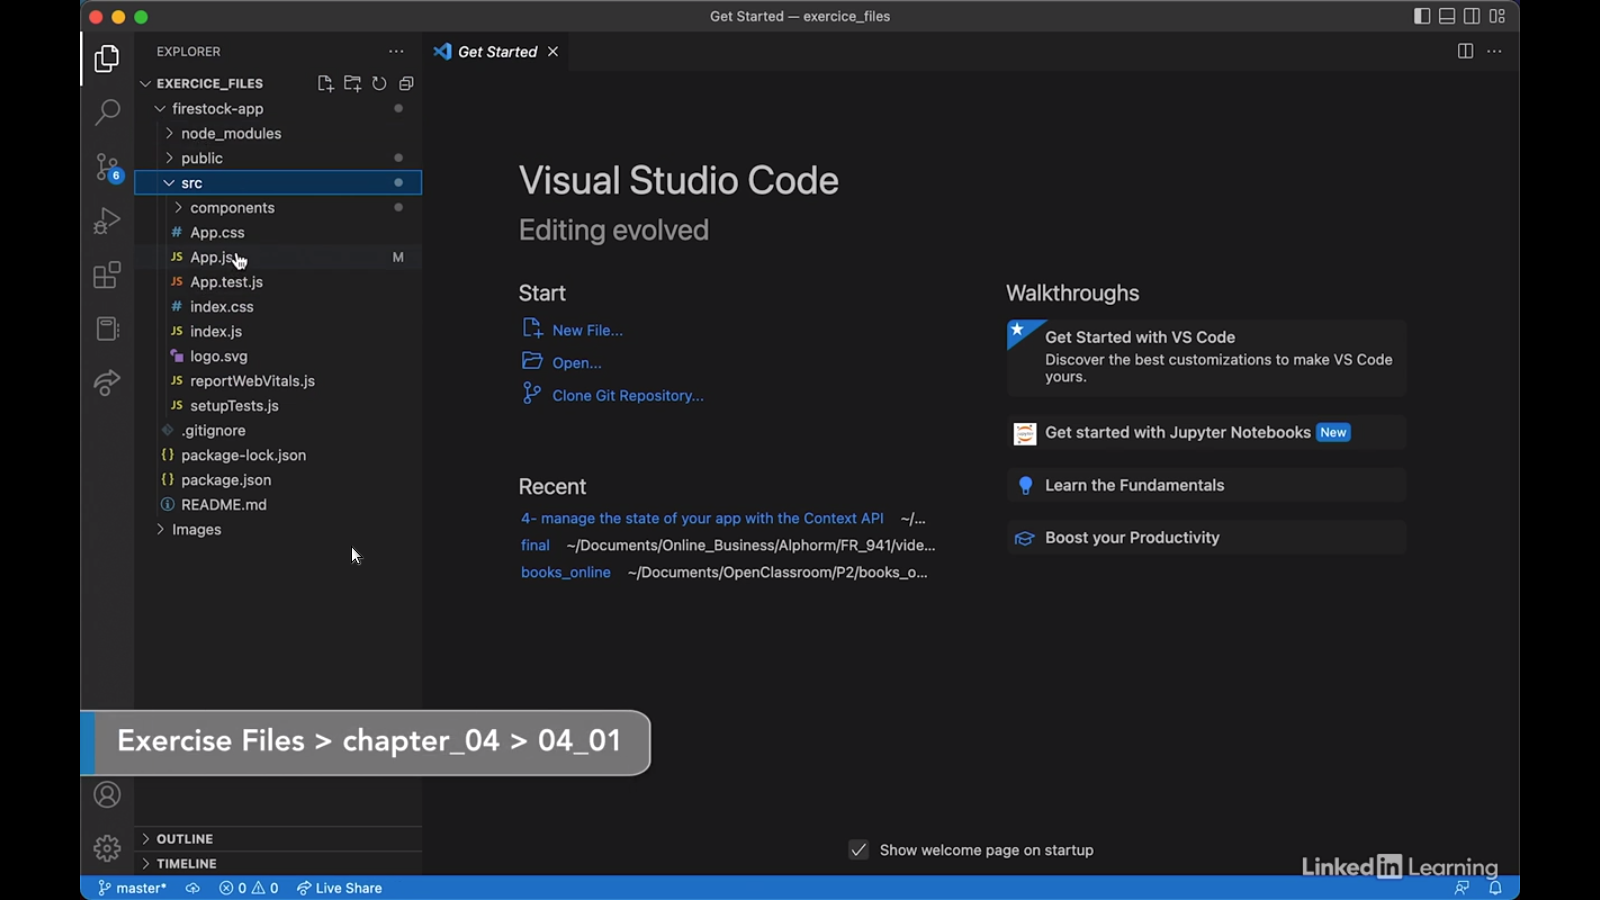 Get Started — exercice_files
EXPLORER
Get Started
EXERCICE_FILES
firestock-app
node_modules
public
src
components
# App.css
JS App.js M
JS App.test.js
# index.css
JS index.js
logo.svg
JS reportWebVitals.js
JS setupTests.js
.gitignore
{} package-lock.json
{} package.json
README.md
Images
6
Visual Studio Code
Editing evolved
Start
New File...
Open...
Clone Git Repository...
Recent
4- manage the state of your app with the Context API ~/...
final ~/Documents/Online_Business/Alphorm/FR_941/vide...
books_online ~/Documents/OpenClassroom/P2/books_o...
Walkthroughs
Get Started with VS Code
Discover the best customizations to make VS Code
yours.
Get started with Jupyter Notebooks New
Learn the Fundamentals
Boost your Productivity
Exercise Files > chapter_04 > 04_01
OUTLINE
TIMELINE
Show welcome page on startup
LinkedIn Learning
master* 0 0 Live Share